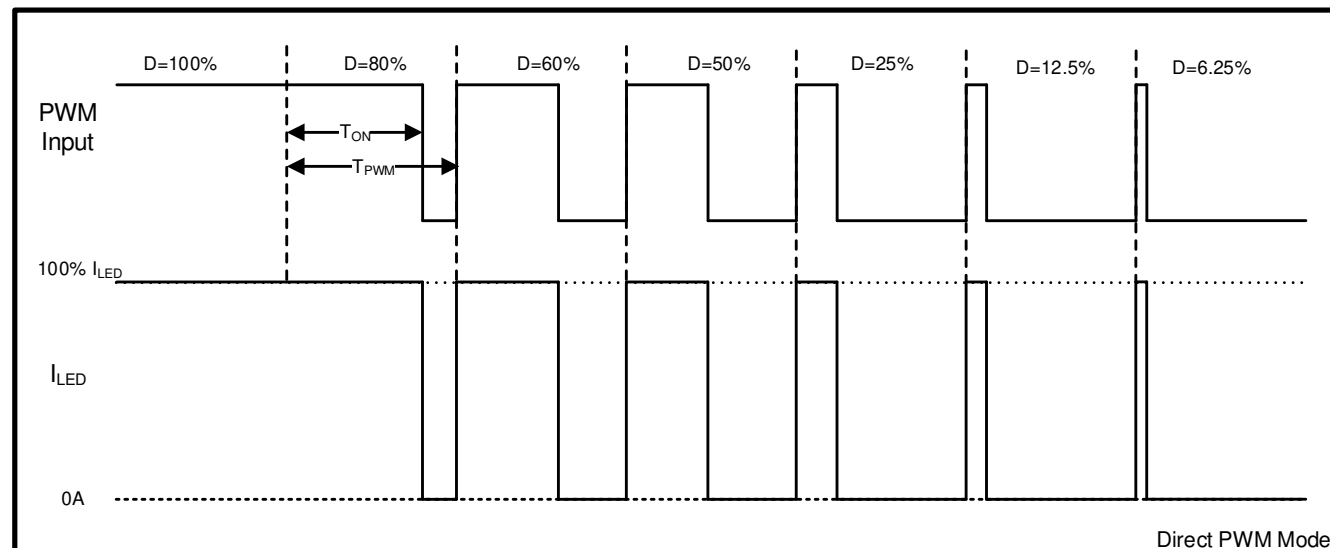 D=100%
D=80%
D=60%
D=50%
D=25%
D=12.5%
D=6.25%
PWM
Input
TON
TPWM
100% ILED
ILED
0A
Direct PWM Mode